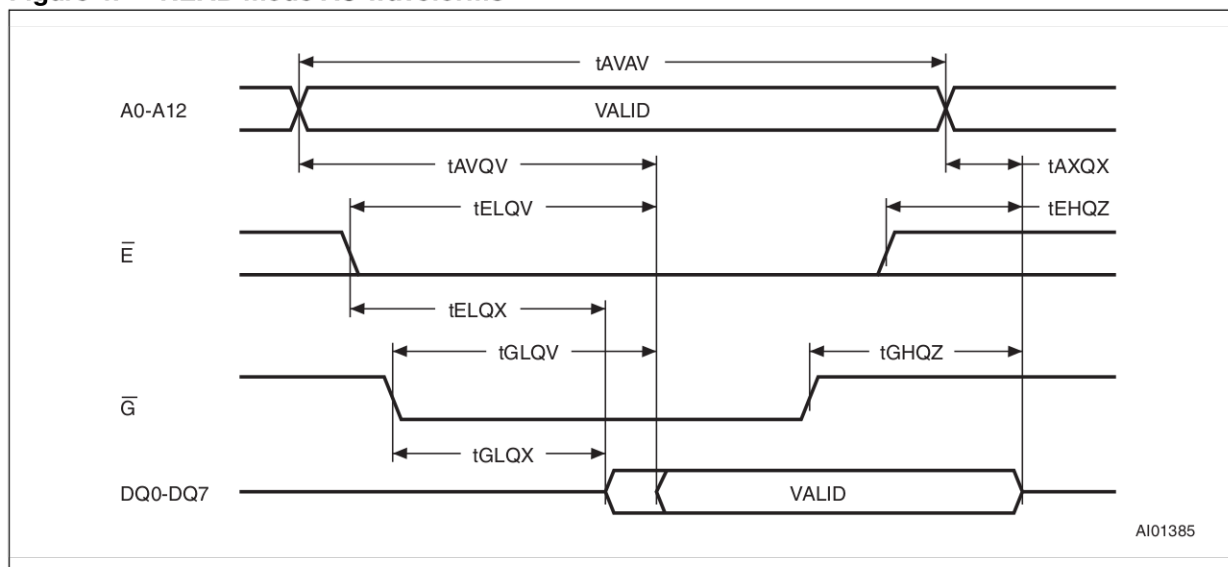 tAVAV
A0-A12 VALID
tAVQV tAXQX
tELQV tEHQZ
E̅
tELQX
tGLQV tGHQZ
G̅
tGLQX
DQ0-DQ7 VALID
AI01385